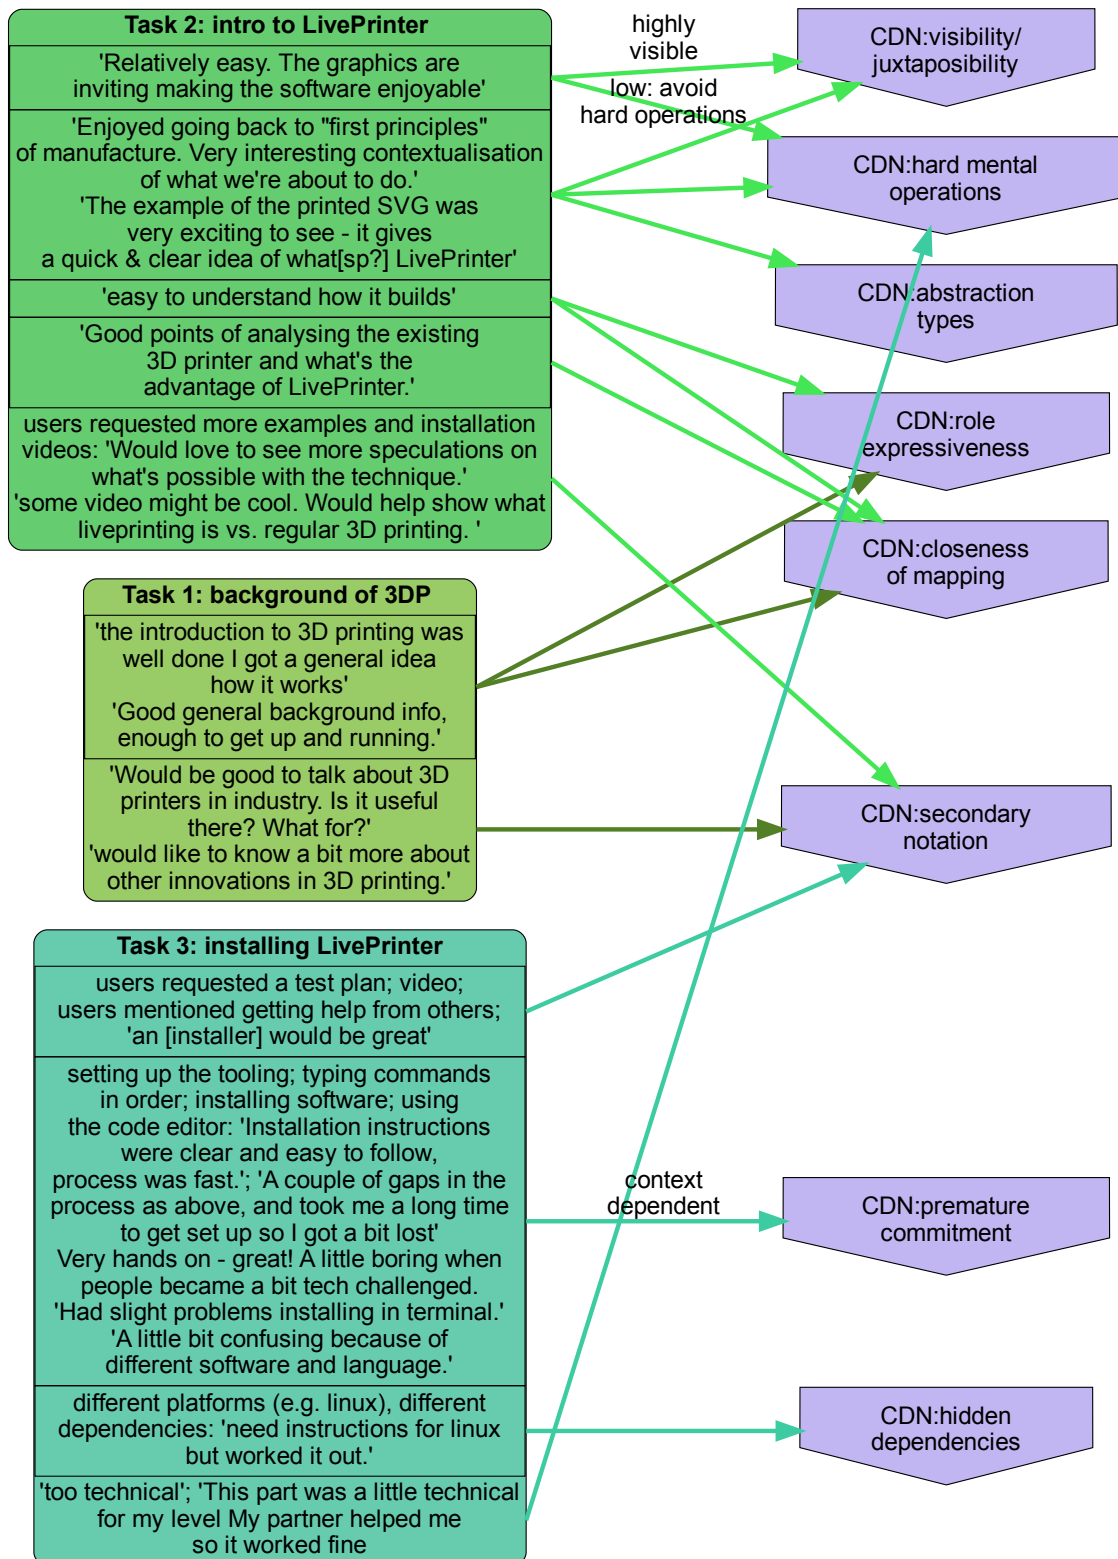 Task 2: intro to LivePrinter
'Relatively easy. The graphics are
inviting making the software enjoyable'
'Enjoyed going back to "first principles"
of manufacture. Very interesting contextualisation
of what we're about to do.'
'The example of the printed SVG was
very exciting to see - it gives
a quick & clear idea of what[sp?] LivePrinter'
'easy to understand how it builds'
'Good points of analysing the existing
3D printer and what's the
advantage of LivePrinter.'
users requested more examples and installation
videos: 'Would love to see more speculations on
what's possible with the technique.'
'some video might be cool. Would help show what
liveprinting is vs. regular 3D printing. '
Task 1: background of 3DP
'the introduction to 3D printing was
well done I got a general idea
how it works'
'Good general background info,
enough to get up and running.'
'Would be good to talk about 3D
printers in industry. Is it useful
there? What for?'
'would like to know a bit more about
other innovations in 3D printing.'
Task 3: installing LivePrinter
users requested a test plan; video;
users mentioned getting help from others;
'an [installer] would be great'
setting up the tooling; typing commands
in order; installing software; using
the code editor: 'Installation instructions
were clear and easy to follow,
process was fast.'; 'A couple of gaps in the
process as above, and took me a long time
to get set up so I got a bit lost'
Very hands on - great! A little boring when
people became a bit tech challenged.
'Had slight problems installing in terminal.'
'A little bit confusing because of
different software and language.'
different platforms (e.g. linux), different
dependencies: 'need instructions for linux
but worked it out.'
'too technical'; 'This part was a little technical
for my level My partner helped me
so it worked fine
highly
visible
low: avoid
hard operations
context
dependent
CDN:visibility/
juxtaposibility
CDN:hard mental
operations
CDN:abstraction
types
CDN:role
expressiveness
CDN:closeness
of mapping
CDN:secondary
notation
CDN:premature
commitment
CDN:hidden
dependencies